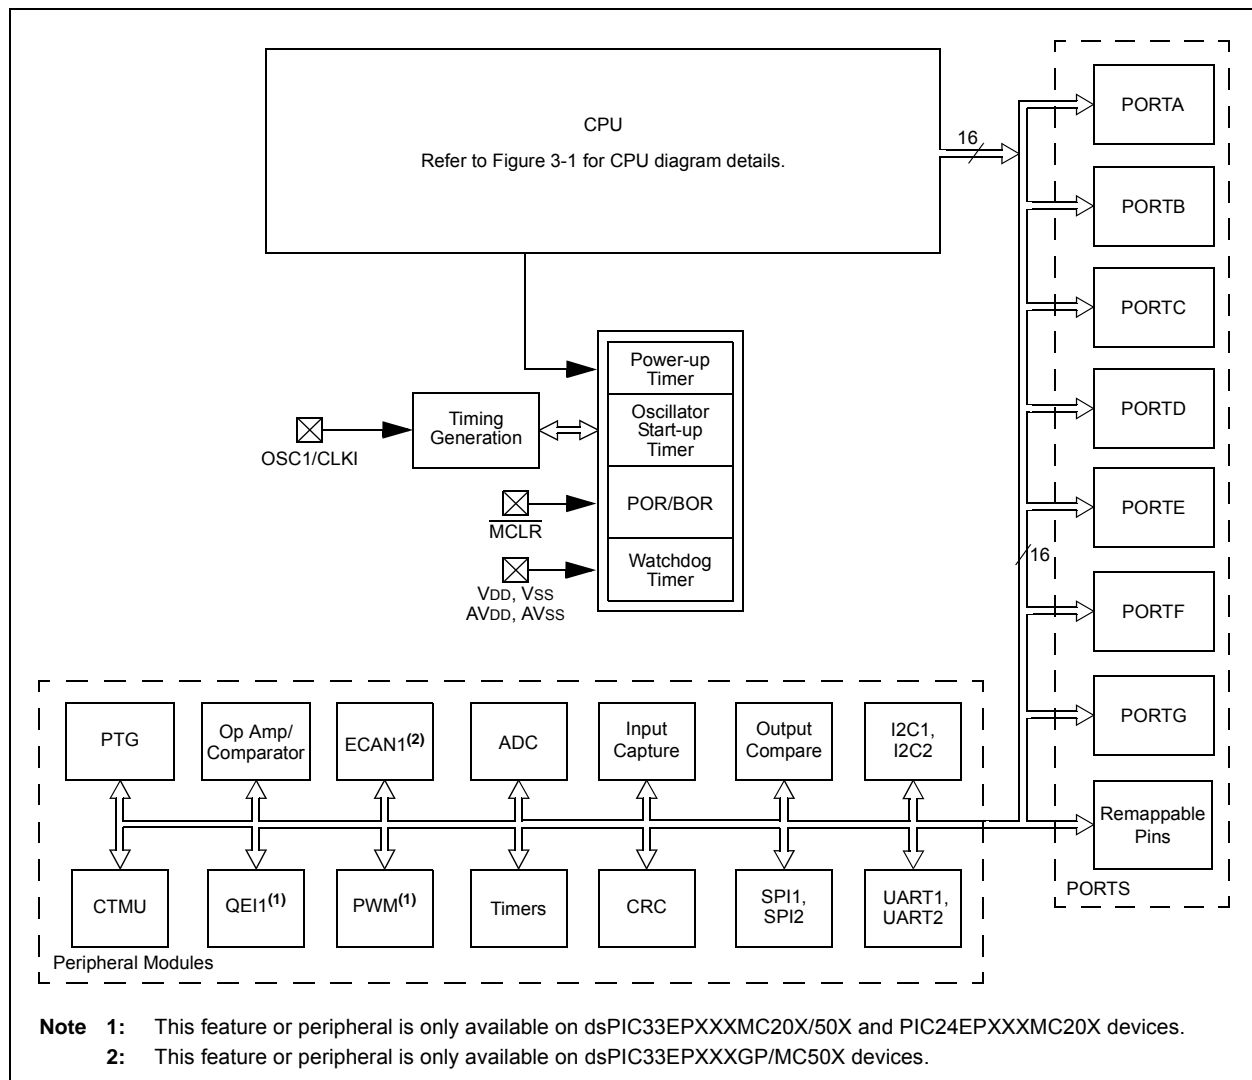 CPU
Refer to Figure 3-1 for CPU diagram details.
16
PORTA
PORTB
PORTC
PORTD
PORTE
16
PORTF
PORTG
Remappable
Pins
PORTS
Power-up
Timer
Oscillator
Start-up
Timer
POR/BOR
Watchdog
Timer
Timing
Generation
OSC1/CLKI
MCLR
VDD, VSS
AVDD, AVSS
PTG
Op Amp/
Comparator
ECAN1(2)
ADC
Input
Capture
Output
Compare
I2C1,
I2C2
CTMU
QEI1(1)
PWM(1)
Timers
CRC
SPI1,
SPI2
UART1,
UART2
Peripheral Modules
Note 1: This feature or peripheral is only available on dsPIC33EPXXXMC20X/50X and PIC24EPXXXMC20X devices.
2: This feature or peripheral is only available on dsPIC33EPXXXGP/MC50X devices.